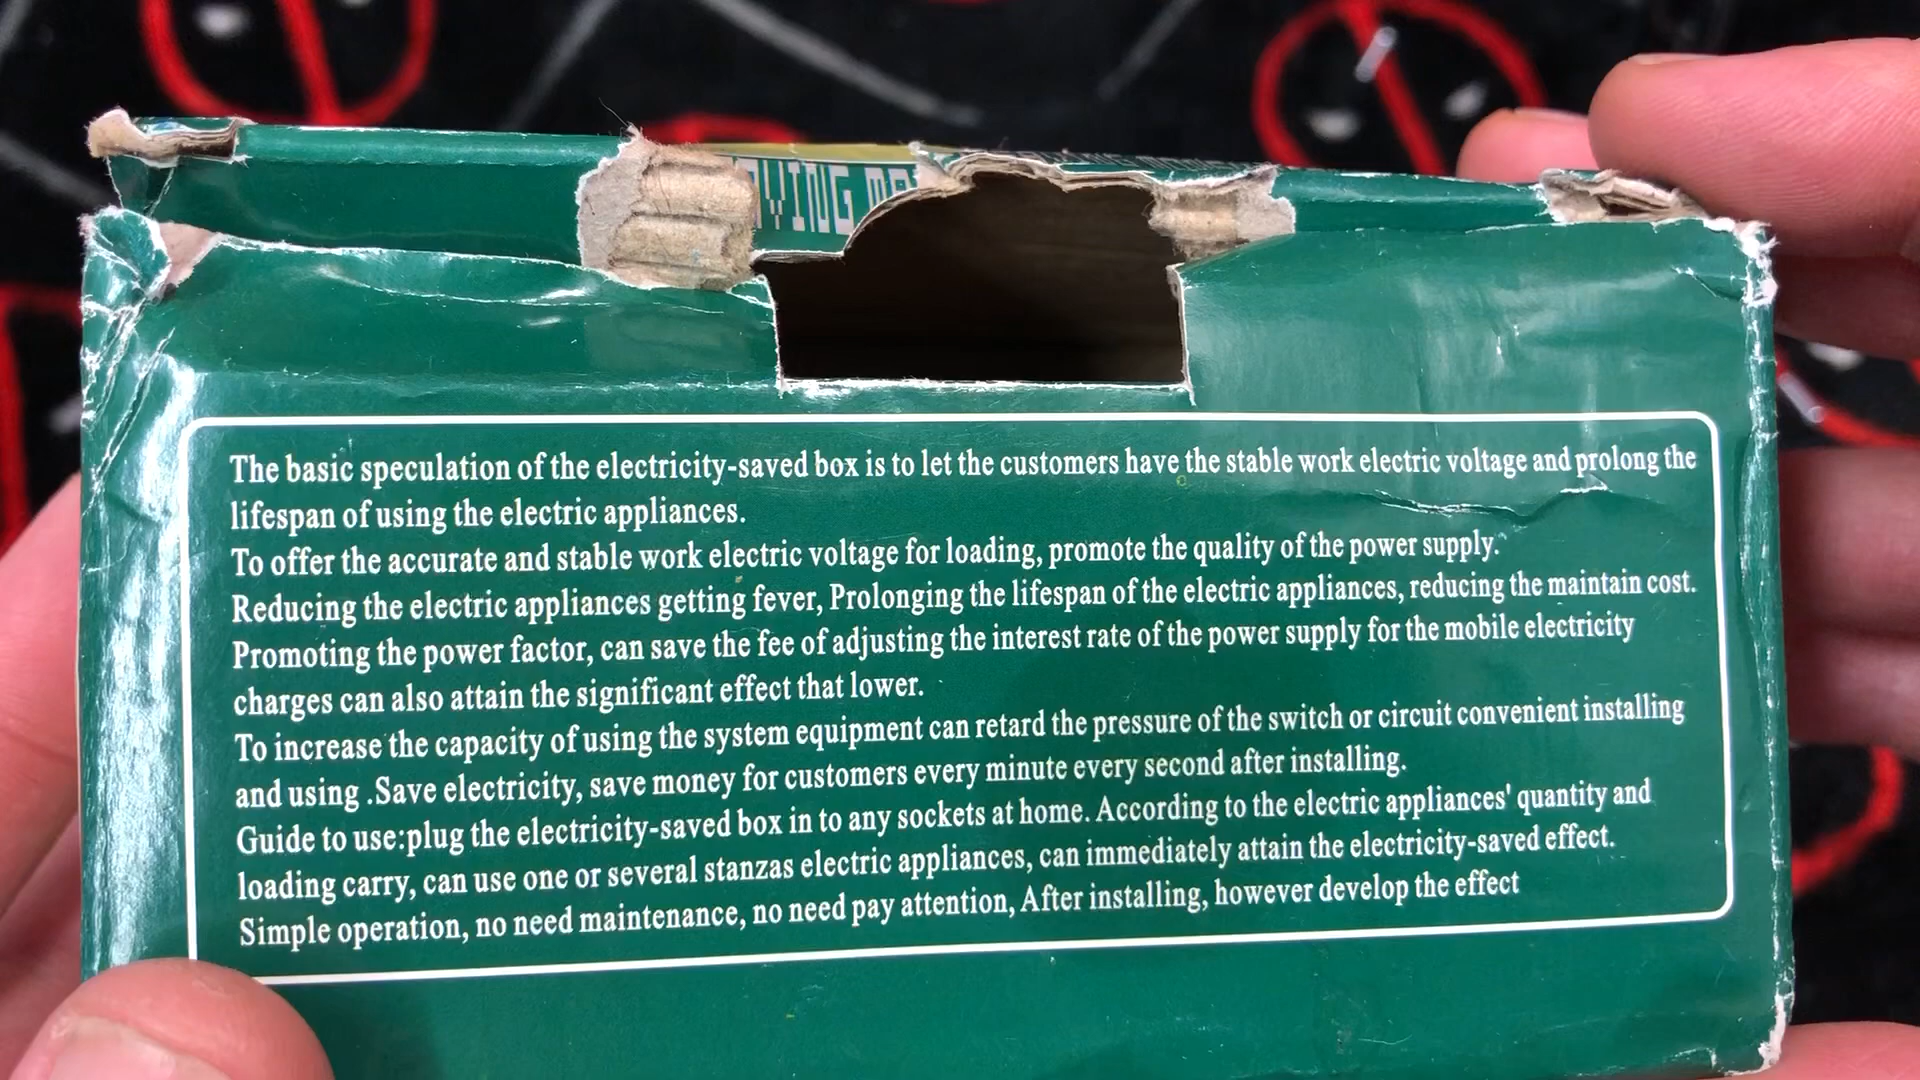 VING
The basic speculation of the electricity-saved box is to let the customers have the stable work electric voltage and prolong the
lifespan of using the electric appliances.
To offer the accurate and stable work electric voltage for loading, promote the quality of the power supply.
Reducing the electric appliances getting fever, Prolonging the lifespan of the electric appliances, reducing the maintain cost.
Promoting the power factor, can save the fee of adjusting the interest rate of the power supply for the mobile electricity
charges can also attain the significant effect that lower.
To increase the capacity of using the system equipment can retard the pressure of the switch or circuit convenient installing
and using .Save electricity, save money for customers every minute every second after installing.
Guide to use:plug the electricity-saved box in to any sockets at home. According to the electric appliances' quantity and
loading carry, can use one or several stanzas electric appliances, can immediately attain the electricity-saved effect.
Simple operation, no need maintenance, no need pay attention, After installing, however develop the effect